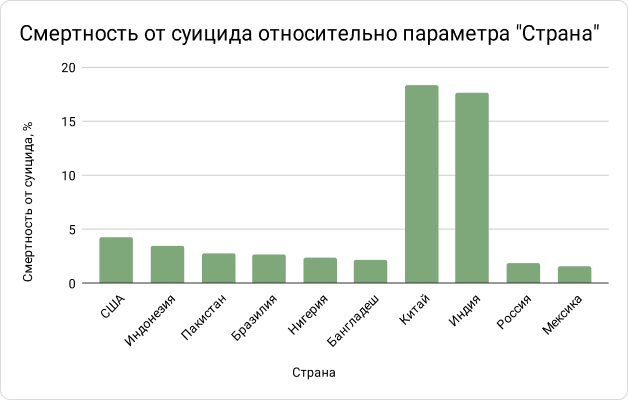 Смертность от суицида относительно параметра "Страна"
Смертность от суицида, %
20
15
10
5
0
США
Индонезия
Пакистан
Бразилия
Нигерия
Бангладеш
Китай
Индия
Россия
Мексика
Страна